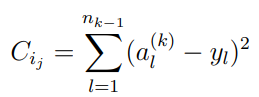 $C_{i_j} = \sum_{l=1}^{n_{k-1}} (a_l^{(k)} - y_l)^2$